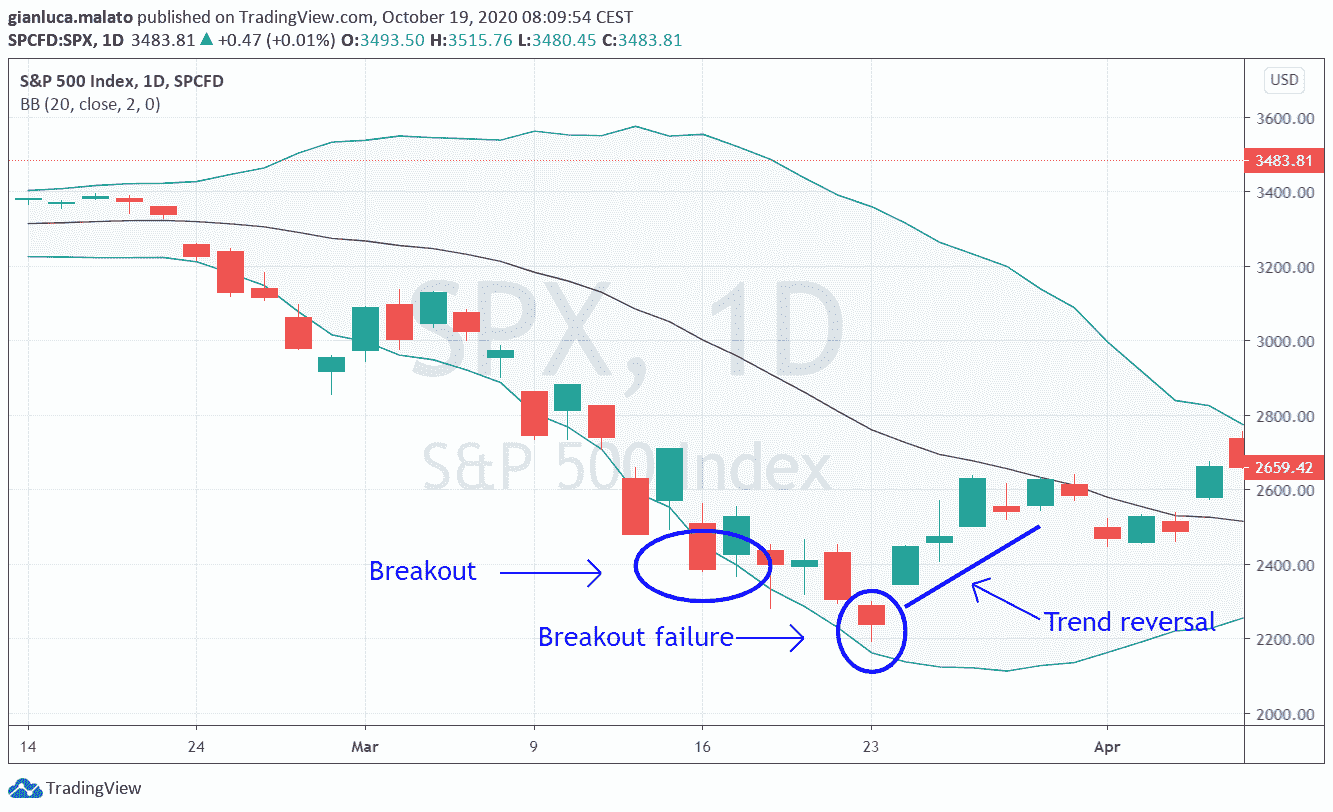 gianluca.malato published on TradingView.com, October 19, 2020 08:09:54 CEST
SPCFD:SPX, 1D 3483.81 ▲ +0.47 (+0.01%) O:3493.50 H:3515.76 L:3480.45 C:3483.81
S&P 500 Index, 1D, SPCFD
BB (20, close, 2, 0)
USD
3600.00
3483.81
3400.00
3200.00
SPX, 1D
3000.00
2800.00
S&P 500 Index
2659.42
2600.00
Breakout
2400.00
Trend reversal
Breakout failure
2200.00
2000.00
14 24 Mar 9 16 23 Apr
TradingView